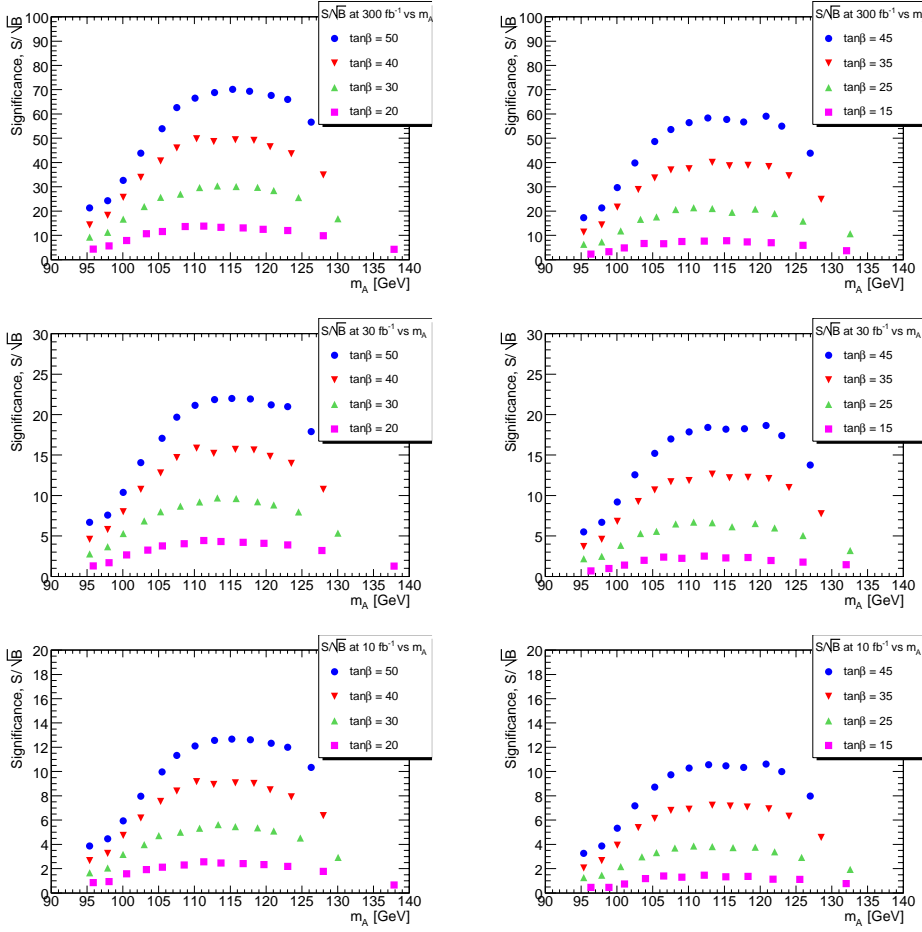 S/√B at 300 fb⁻¹ vs m_A
tanβ = 50
tanβ = 40
tanβ = 30
tanβ = 20
Significance, S/√B
100
90
80
70
60
50
40
30
20
10
0
90 95 100 105 110 115 120 125 130 135 140
m_A [GeV]
S/√B at 300 fb⁻¹ vs m
tanβ = 45
tanβ = 35
tanβ = 25
tanβ = 15
Significance, S/√B
100
90
80
70
60
50
40
30
20
10
0
90 95 100 105 110 115 120 125 130 135 140
m_A [GeV]
S/√B at 30 fb⁻¹ vs m_A
tanβ = 50
tanβ = 40
tanβ = 30
tanβ = 20
Significance, S/√B
30
25
20
15
10
5
0
90 95 100 105 110 115 120 125 130 135 140
m_A [GeV]
S/√B at 30 fb⁻¹ vs m_A
tanβ = 45
tanβ = 35
tanβ = 25
tanβ = 15
Significance, S/√B
30
25
20
15
10
5
0
90 95 100 105 110 115 120 125 130 135 140
m_A [GeV]
S/√B at 10 fb⁻¹ vs m_A
tanβ = 50
tanβ = 40
tanβ = 30
tanβ = 20
Significance, S/√B
20
18
16
14
12
10
8
6
4
2
0
90 95 100 105 110 115 120 125 130 135 140
m_A [GeV]
S/√B at 10 fb⁻¹ vs m_A
tanβ = 45
tanβ = 35
tanβ = 25
tanβ = 15
Significance, S/√B
20
18
16
14
12
10
8
6
4
2
0
90 95 100 105 110 115 120 125 130 135 140
m_A [GeV]